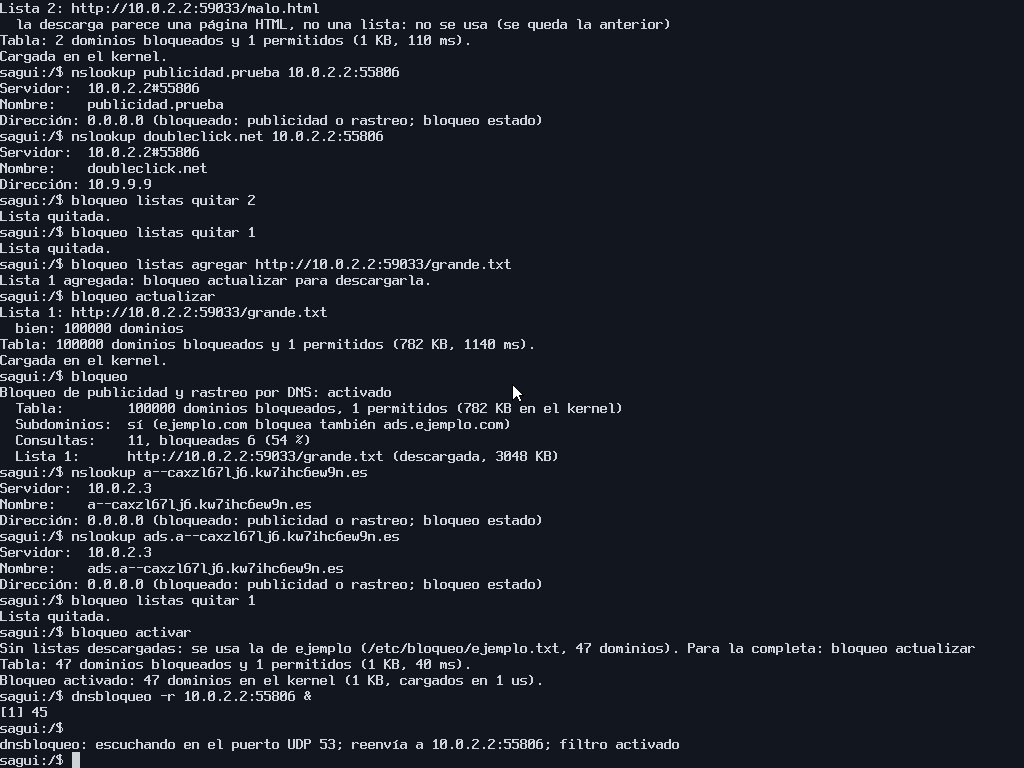 Lista 2: http://10.0.2.2:59033/malo.html
  la descarga parece una página HTML, no una lista: no se usa (se queda la anterior)
Tabla: 2 dominios bloqueados y 1 permitidos (1 KB, 110 ms).
Cargada en el kernel.
sagui:/$ nslookup publicidad.prueba 10.0.2.2:55806
Servidor:  10.0.2.2#55806
Nombre:    publicidad.prueba
Dirección: 0.0.0.0 (bloqueado: publicidad o rastreo; bloqueo estado)
sagui:/$ nslookup doubleclick.net 10.0.2.2:55806
Servidor:  10.0.2.2#55806
Nombre:    doubleclick.net
Dirección: 10.9.9.9
sagui:/$ bloqueo listas quitar 2
Lista quitada.
sagui:/$ bloqueo listas quitar 1
Lista quitada.
sagui:/$ bloqueo listas agregar http://10.0.2.2:59033/grande.txt
Lista 1 agregada: bloqueo actualizar para descargarla.
sagui:/$ bloqueo actualizar
Lista 1: http://10.0.2.2:59033/grande.txt
  bien: 100000 dominios
Tabla: 100000 dominios bloqueados y 1 permitidos (782 KB, 1140 ms).
Cargada en el kernel.
sagui:/$ bloqueo
Bloqueo de publicidad y rastreo por DNS: activado
  Tabla:        100000 dominios bloqueados, 1 permitidos (782 KB en el kernel)
  Subdominios:  sí (ejemplo.com bloquea también ads.ejemplo.com)
  Consultas:    11, bloqueadas 6 (54 %)
  Lista 1:      http://10.0.2.2:59033/grande.txt (descargada, 3048 KB)
sagui:/$ nslookup a--caxzl67lj6.kw7ihc6ew9n.es
Servidor:  10.0.2.3
Nombre:    a--caxzl67lj6.kw7ihc6ew9n.es
Dirección: 0.0.0.0 (bloqueado: publicidad o rastreo; bloqueo estado)
sagui:/$ nslookup ads.a--caxzl67lj6.kw7ihc6ew9n.es
Servidor:  10.0.2.3
Nombre:    ads.a--caxzl67lj6.kw7ihc6ew9n.es
Dirección: 0.0.0.0 (bloqueado: publicidad o rastreo; bloqueo estado)
sagui:/$ bloqueo listas quitar 1
Lista quitada.
sagui:/$ bloqueo activar
Sin listas descargadas: se usa la de ejemplo (/etc/bloqueo/ejemplo.txt, 47 dominios). Para la completa: bloqueo actualizar
Tabla: 47 dominios bloqueados y 1 permitidos (1 KB, 40 ms).
Bloqueo activado: 47 dominios en el kernel (1 KB, cargados en 1 us).
sagui:/$ dnsbloqueo -r 10.0.2.2:55806 &
[1] 45
sagui:/$
dnsbloqueo: escuchando en el puerto UDP 53; reenvía a 10.0.2.2:55806; filtro activado
sagui:/$